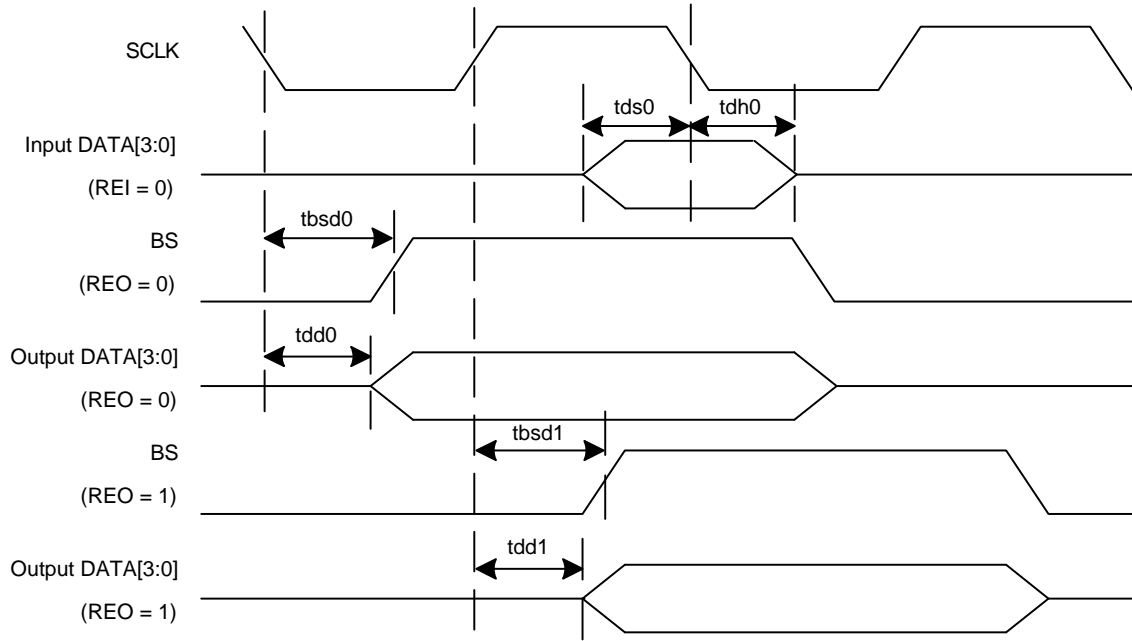 SCLK
tds0
tdh0
Input DATA[3:0]
(REI = 0)
tbsd0
BS
(REO = 0)
tdd0
Output DATA[3:0]
(REO = 0)
tbsd1
BS
(REO = 1)
tdd1
Output DATA[3:0]
(REO = 1)